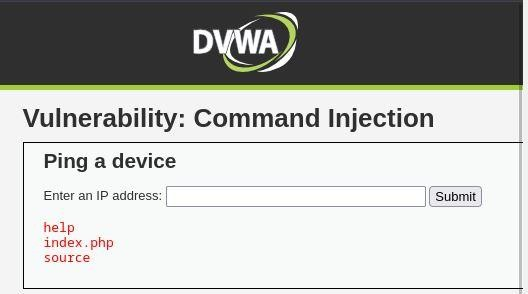 DVWA
Vulnerability: Command Injection
Ping a device
Enter an IP address: Submit
help
index.php
source